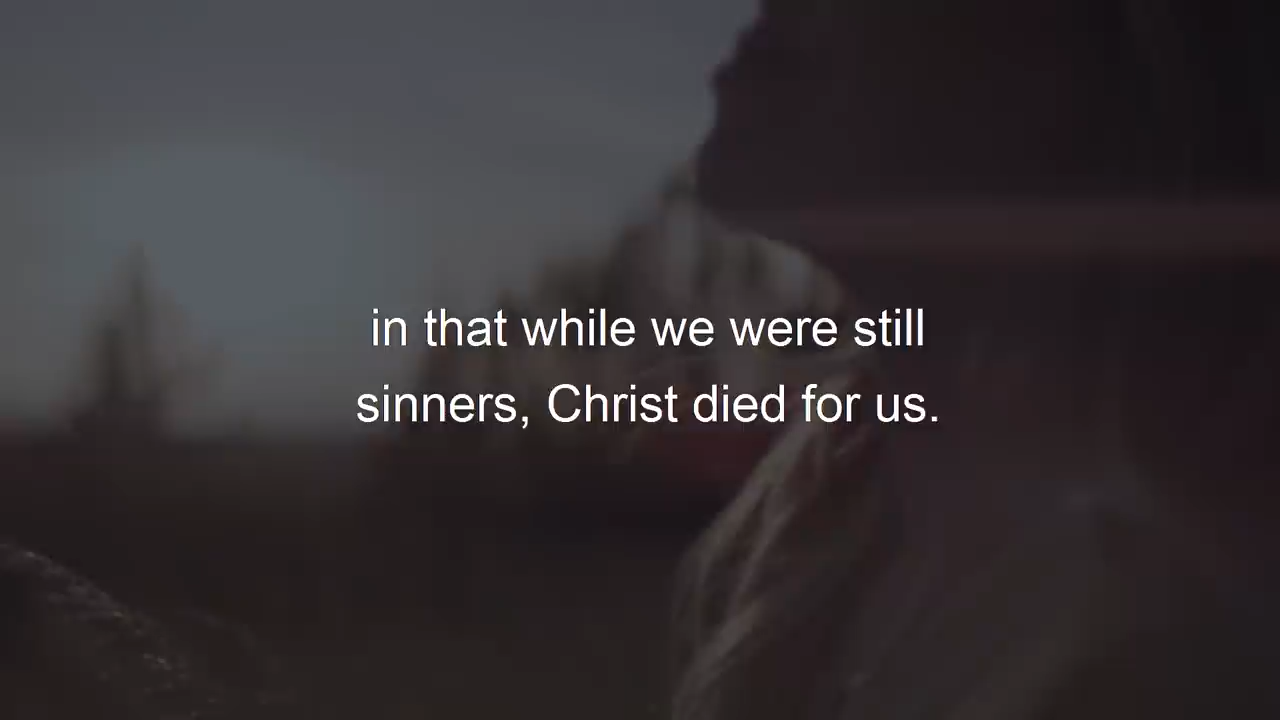 in that while we were still
sinners, Christ died for us.